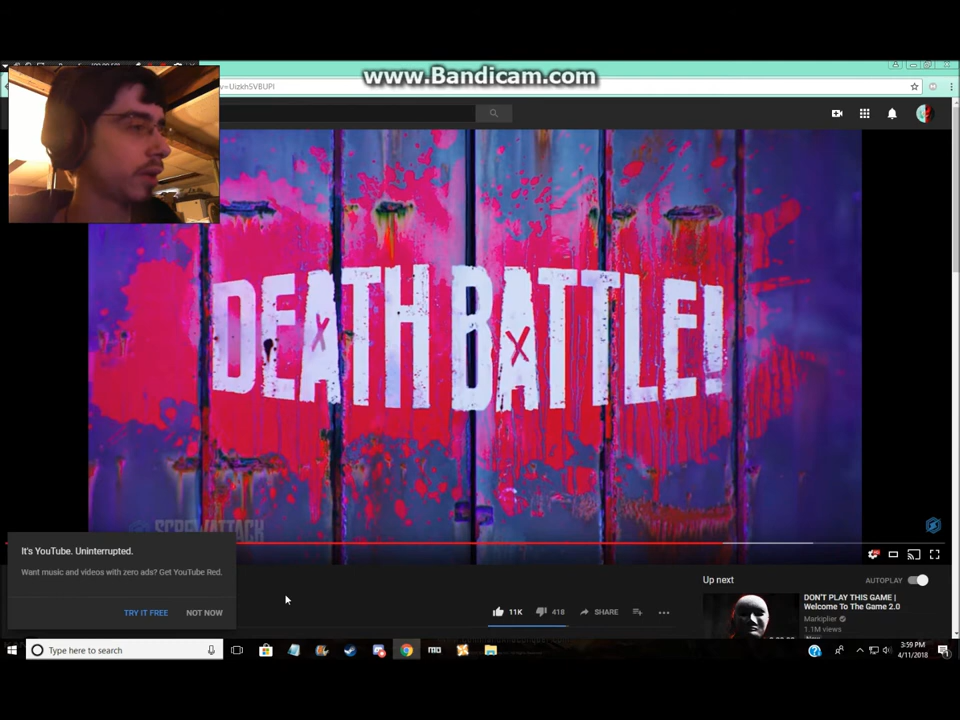 www.Bandicam.com
v=Uizkh5VBUPI
DEATH BATTLE!
SCREWATTACK
It's YouTube. Uninterrupted.
Want music and videos with zero ads? Get YouTube Red.
TRY IT FREE NOT NOW
11K 418 SHARE
Up next AUTOPLAY
DON'T PLAY THIS GAME |
Welcome To The Game 2.0
Markiplier
1.1M views
Type here to search
3:59 PM
4/11/2018